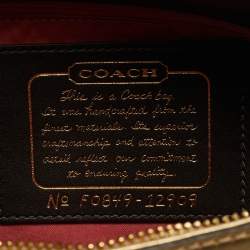 COACH
This is a Coach bag.
It was handcrafted from the
finest materials. Its superior
craftsmanship and attention to
detail reflect our commitment
to enduring quality.
No F0849-12909